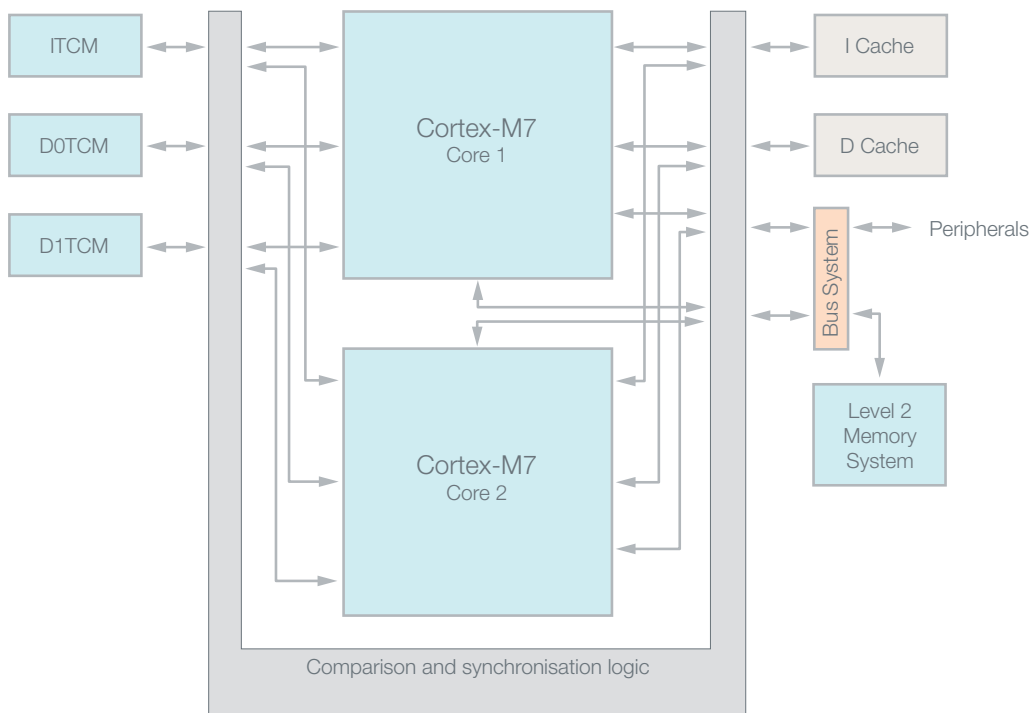 ITCM
D0TCM
D1TCM
Cortex-M7
Core 1
Cortex-M7
Core 2
I Cache
D Cache
Bus System
Peripherals
Level 2
Memory
System
Comparison and synchronisation logic